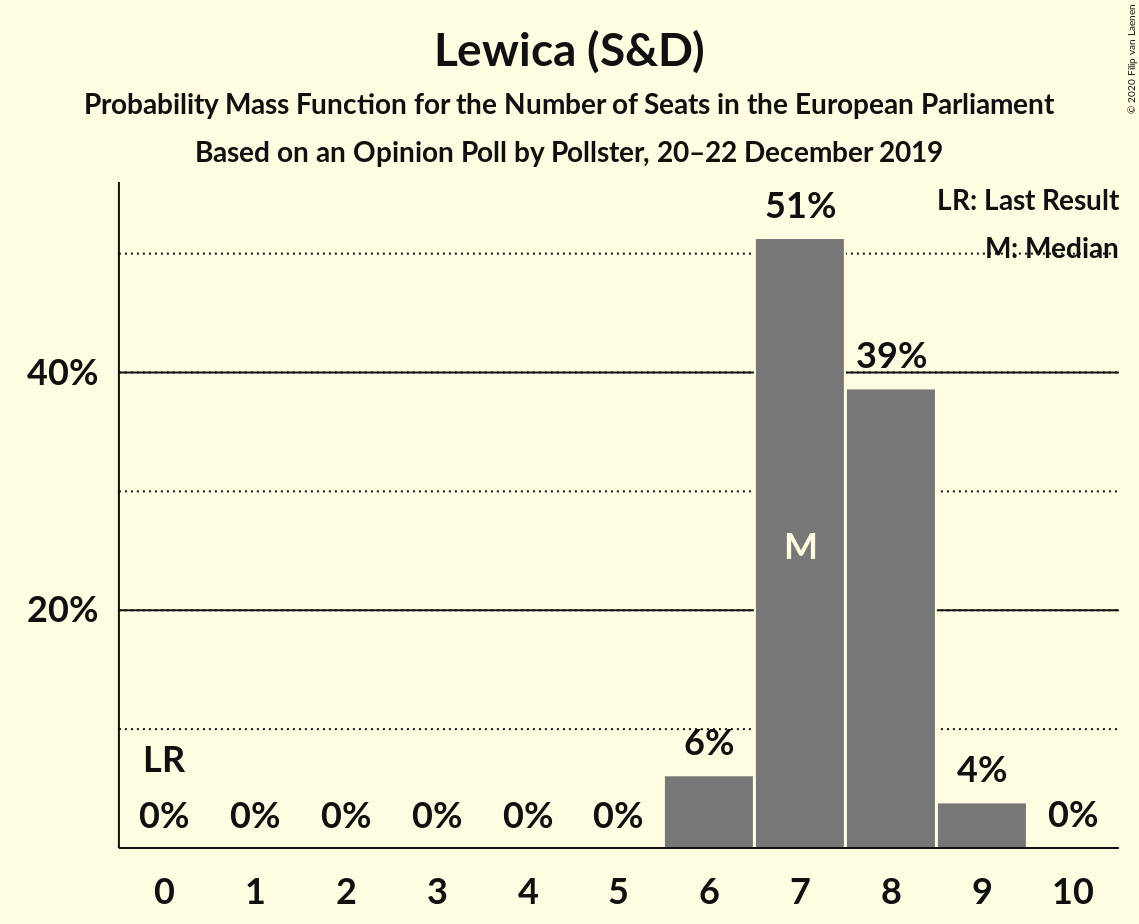 Lewica (S&D)
Probability Mass Function for the Number of Seats in the European Parliament
Based on an Opinion Poll by Pollster, 20–22 December 2019
© 2020 Filip van Laenen
LR: Last Result
M: Median
51%
39%
40%
M
20%
6%
LR
4%
0% 0% 0% 0% 0% 0% 0%
0 1 2 3 4 5 6 7 8 9 10